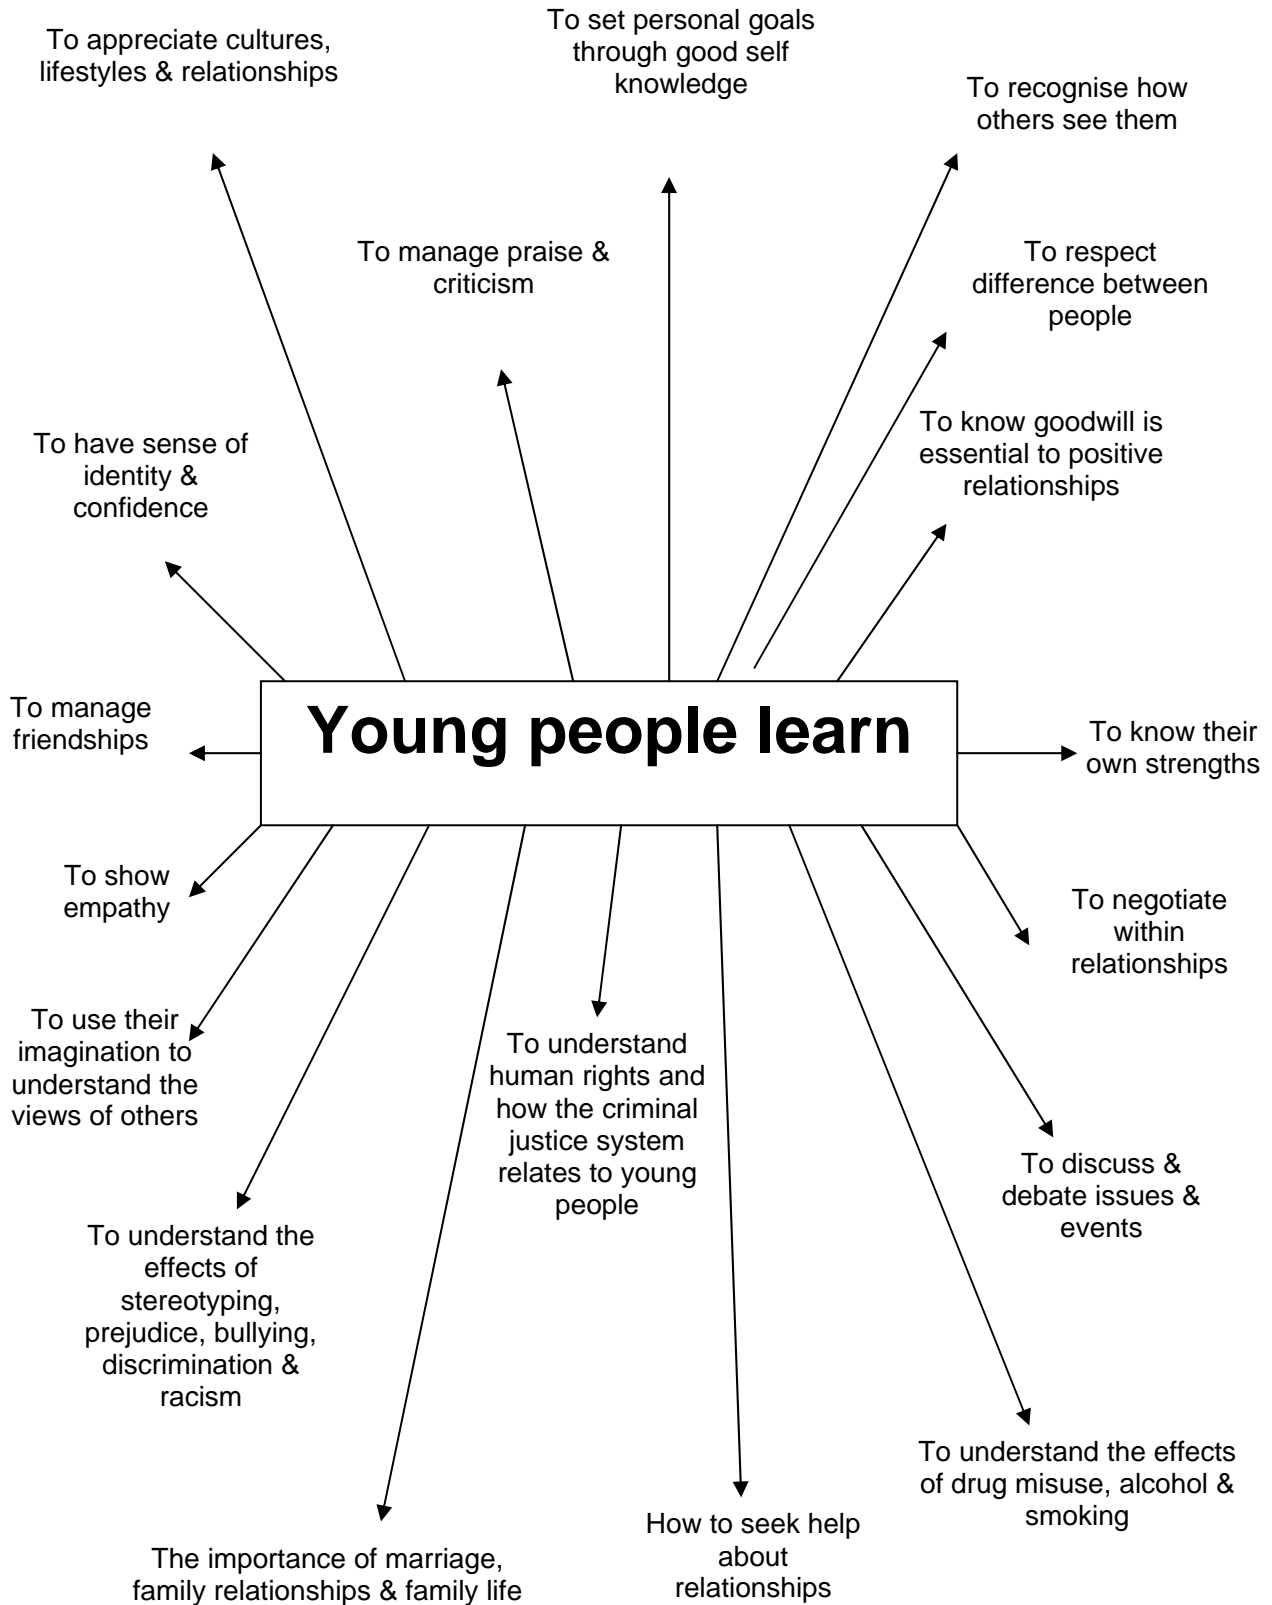 To set personal goals
through good self
knowledge
To appreciate cultures,
lifestyles & relationships
To recognise how
others see them
To manage praise &
criticism
To respect
difference between
people
To know goodwill is
essential to positive
relationships
To have sense of
identity &
confidence
Young people learn
To manage
friendships
To know their
own strengths
To show
empathy
To negotiate
within
relationships
To use their
imagination to
understand the
views of others
To understand
human rights and
how the criminal
justice system
relates to young
people
To discuss &
debate issues &
events
To understand the
effects of
stereotyping,
prejudice, bullying,
discrimination &
racism
To understand the effects
of drug misuse, alcohol &
smoking
How to seek help
about
relationships
The importance of marriage,
family relationships & family life